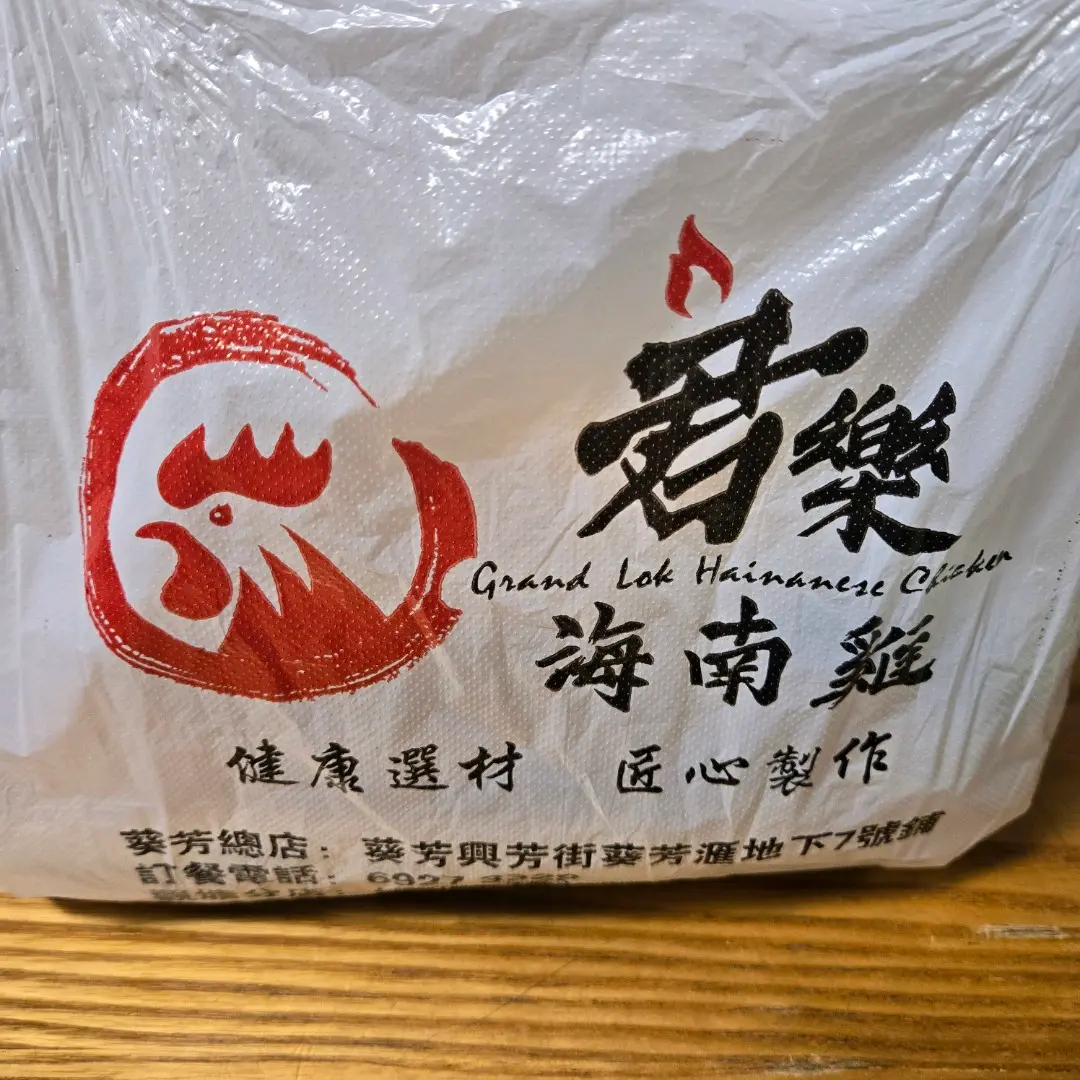 君樂
Grand Lok Hainanese Chicken
海南雞
健康選材 匠心製作
葵芳總店：葵芳興芳街葵芳滙地下7號鋪
訂餐電話：6927